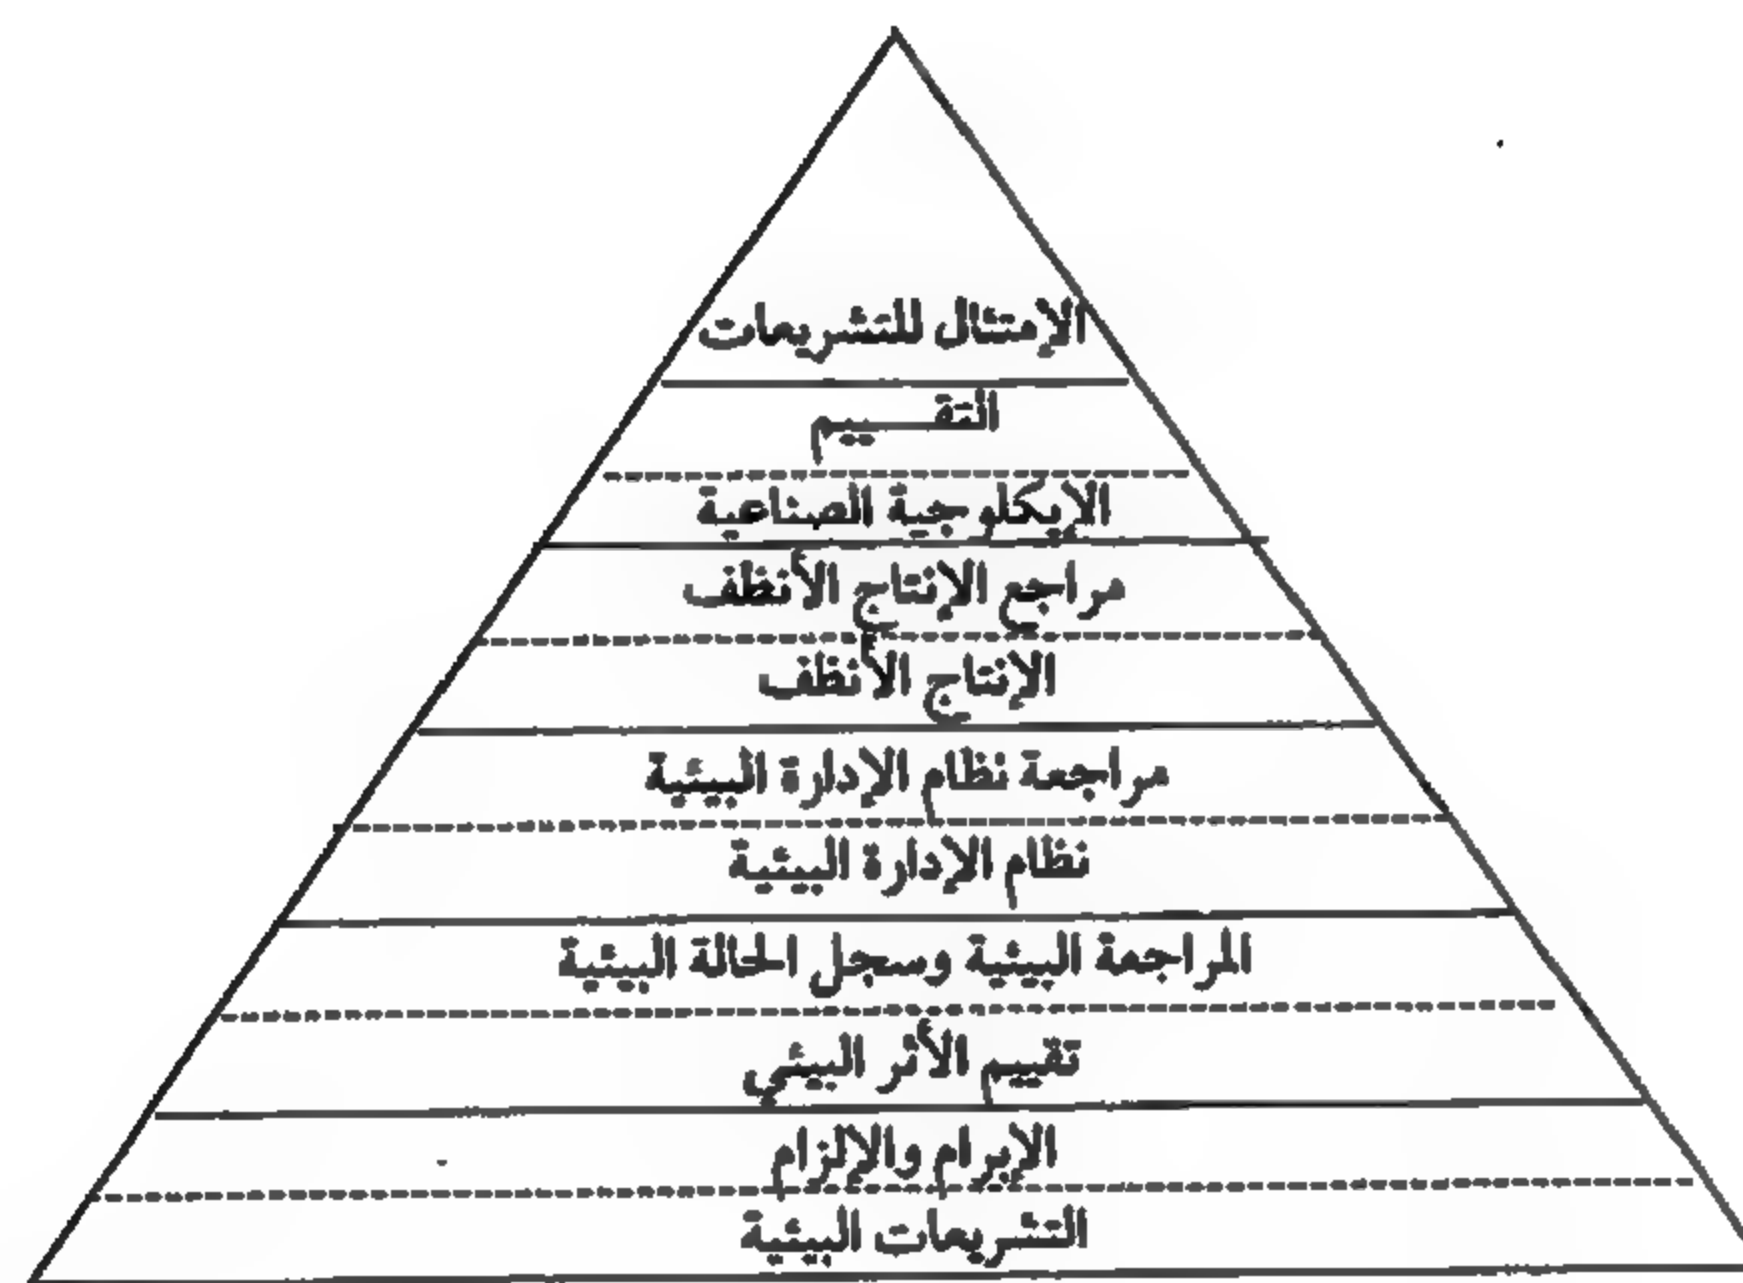 الإمتثال للتشريعات
التقــــييم
الإيكلوجية الصناعية
مراجع الإنتاج الأنظف
الإنتاج الأنظف
مراجعة نظام الإدارة البيئية
نظام الإدارة البيئية
المراجعة البيئية وسجل الحالة البيئية
تقييم الأثر البيئي
الإبرام والإلزام
التشريعات البيئية